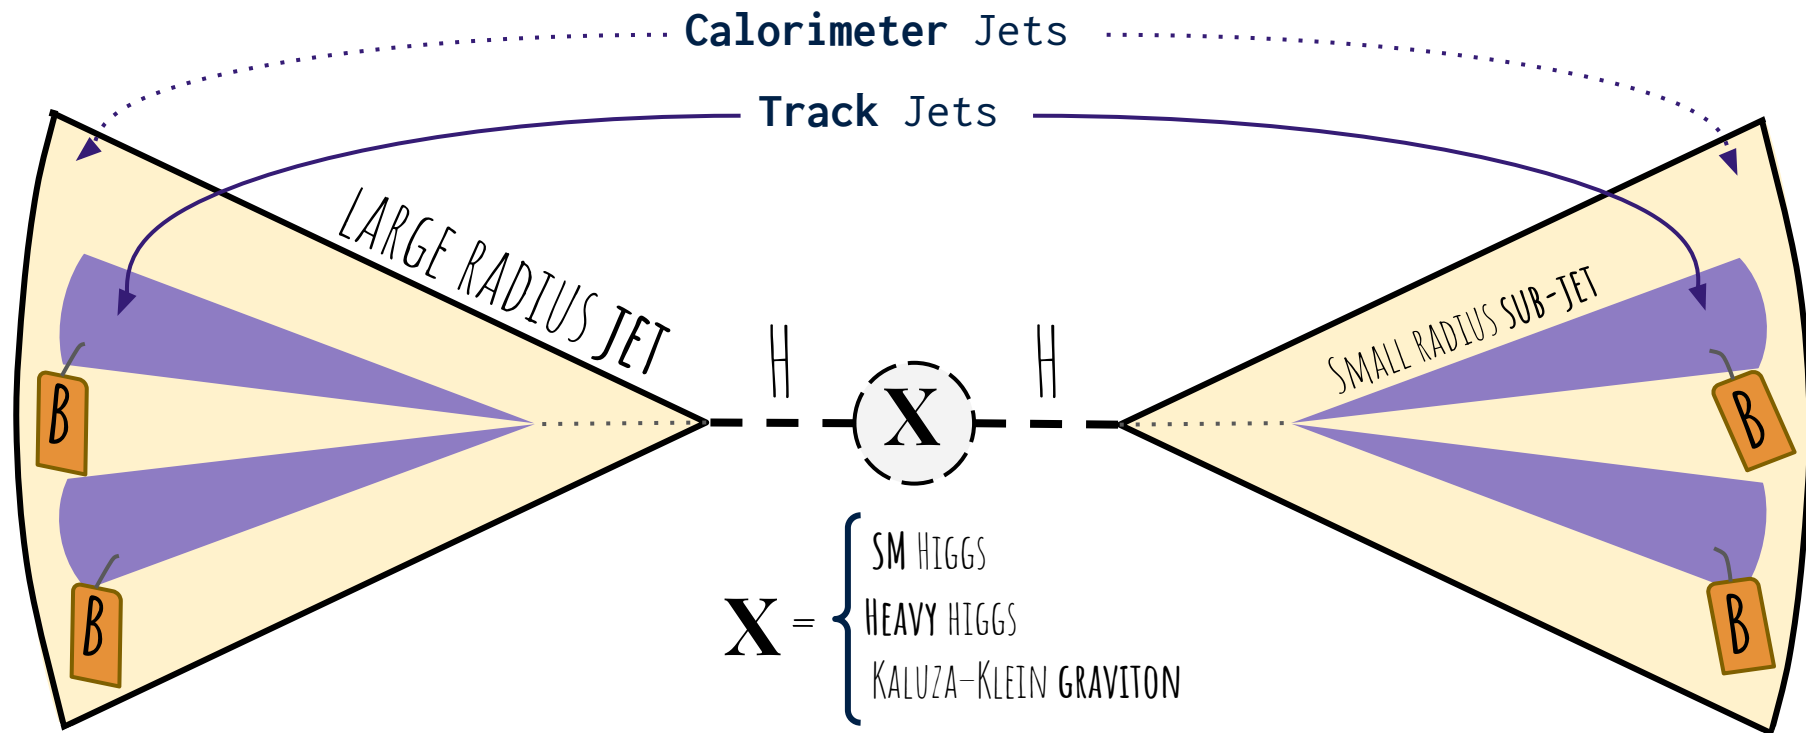 Calorimeter Jets
Track Jets
LARGE RADIUS JET
H
H
SMALL RADIUS SUB-JET
X
B
B
B
B
X =
SM HIGGS
HEAVY HIGGS
KALUZA-KLEIN GRAVITON